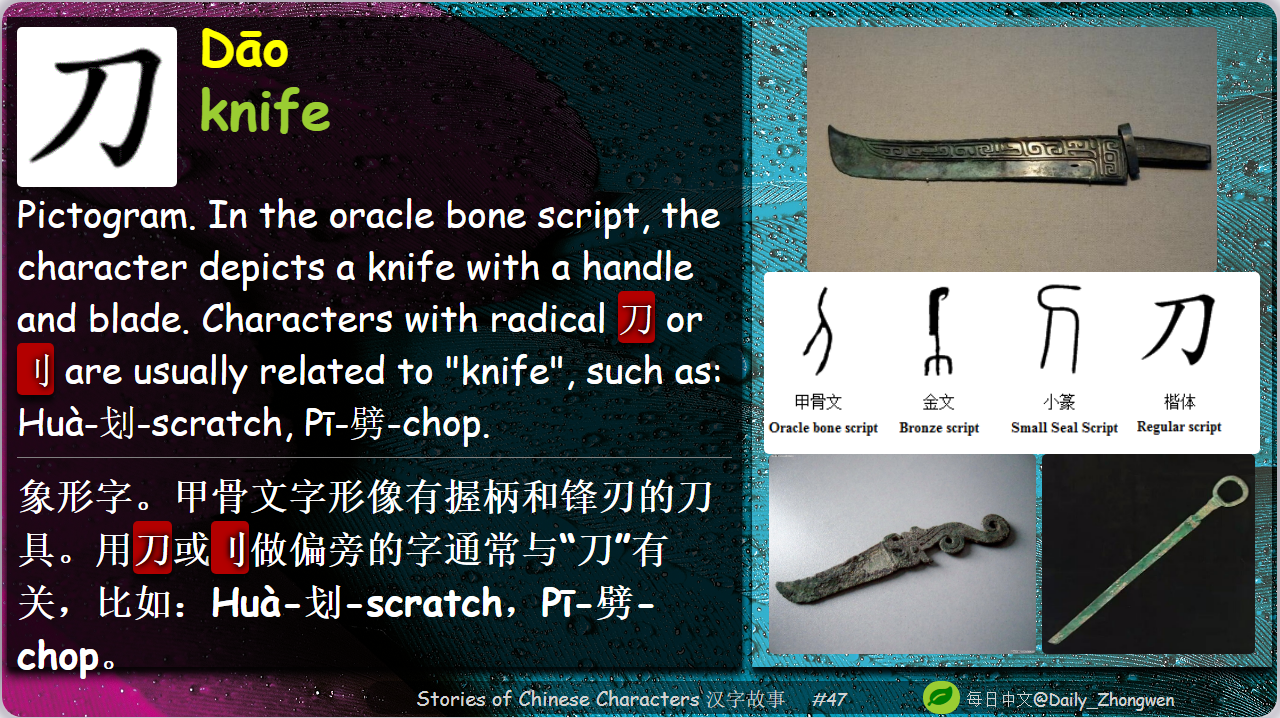 刀
Dāo
knife
Pictogram. In the oracle bone script, the
character depicts a knife with a handle
and blade. Characters with radical 刀 or
刂 are usually related to "knife", such as:
Huà-划-scratch, Pī-劈-chop.
象形字。甲骨文字形像有握柄和锋刃的刀
具。用刀或刂做偏旁的字通常与“刀”有
关，比如：Huà-划-scratch，Pī-劈-
chop。
刀
甲骨文 金文 小篆 楷体
Oracle bone script Bronze script Small Seal Script Regular script
Stories of Chinese Characters 汉字故事 #47
每日中文@Daily_Zhongwen